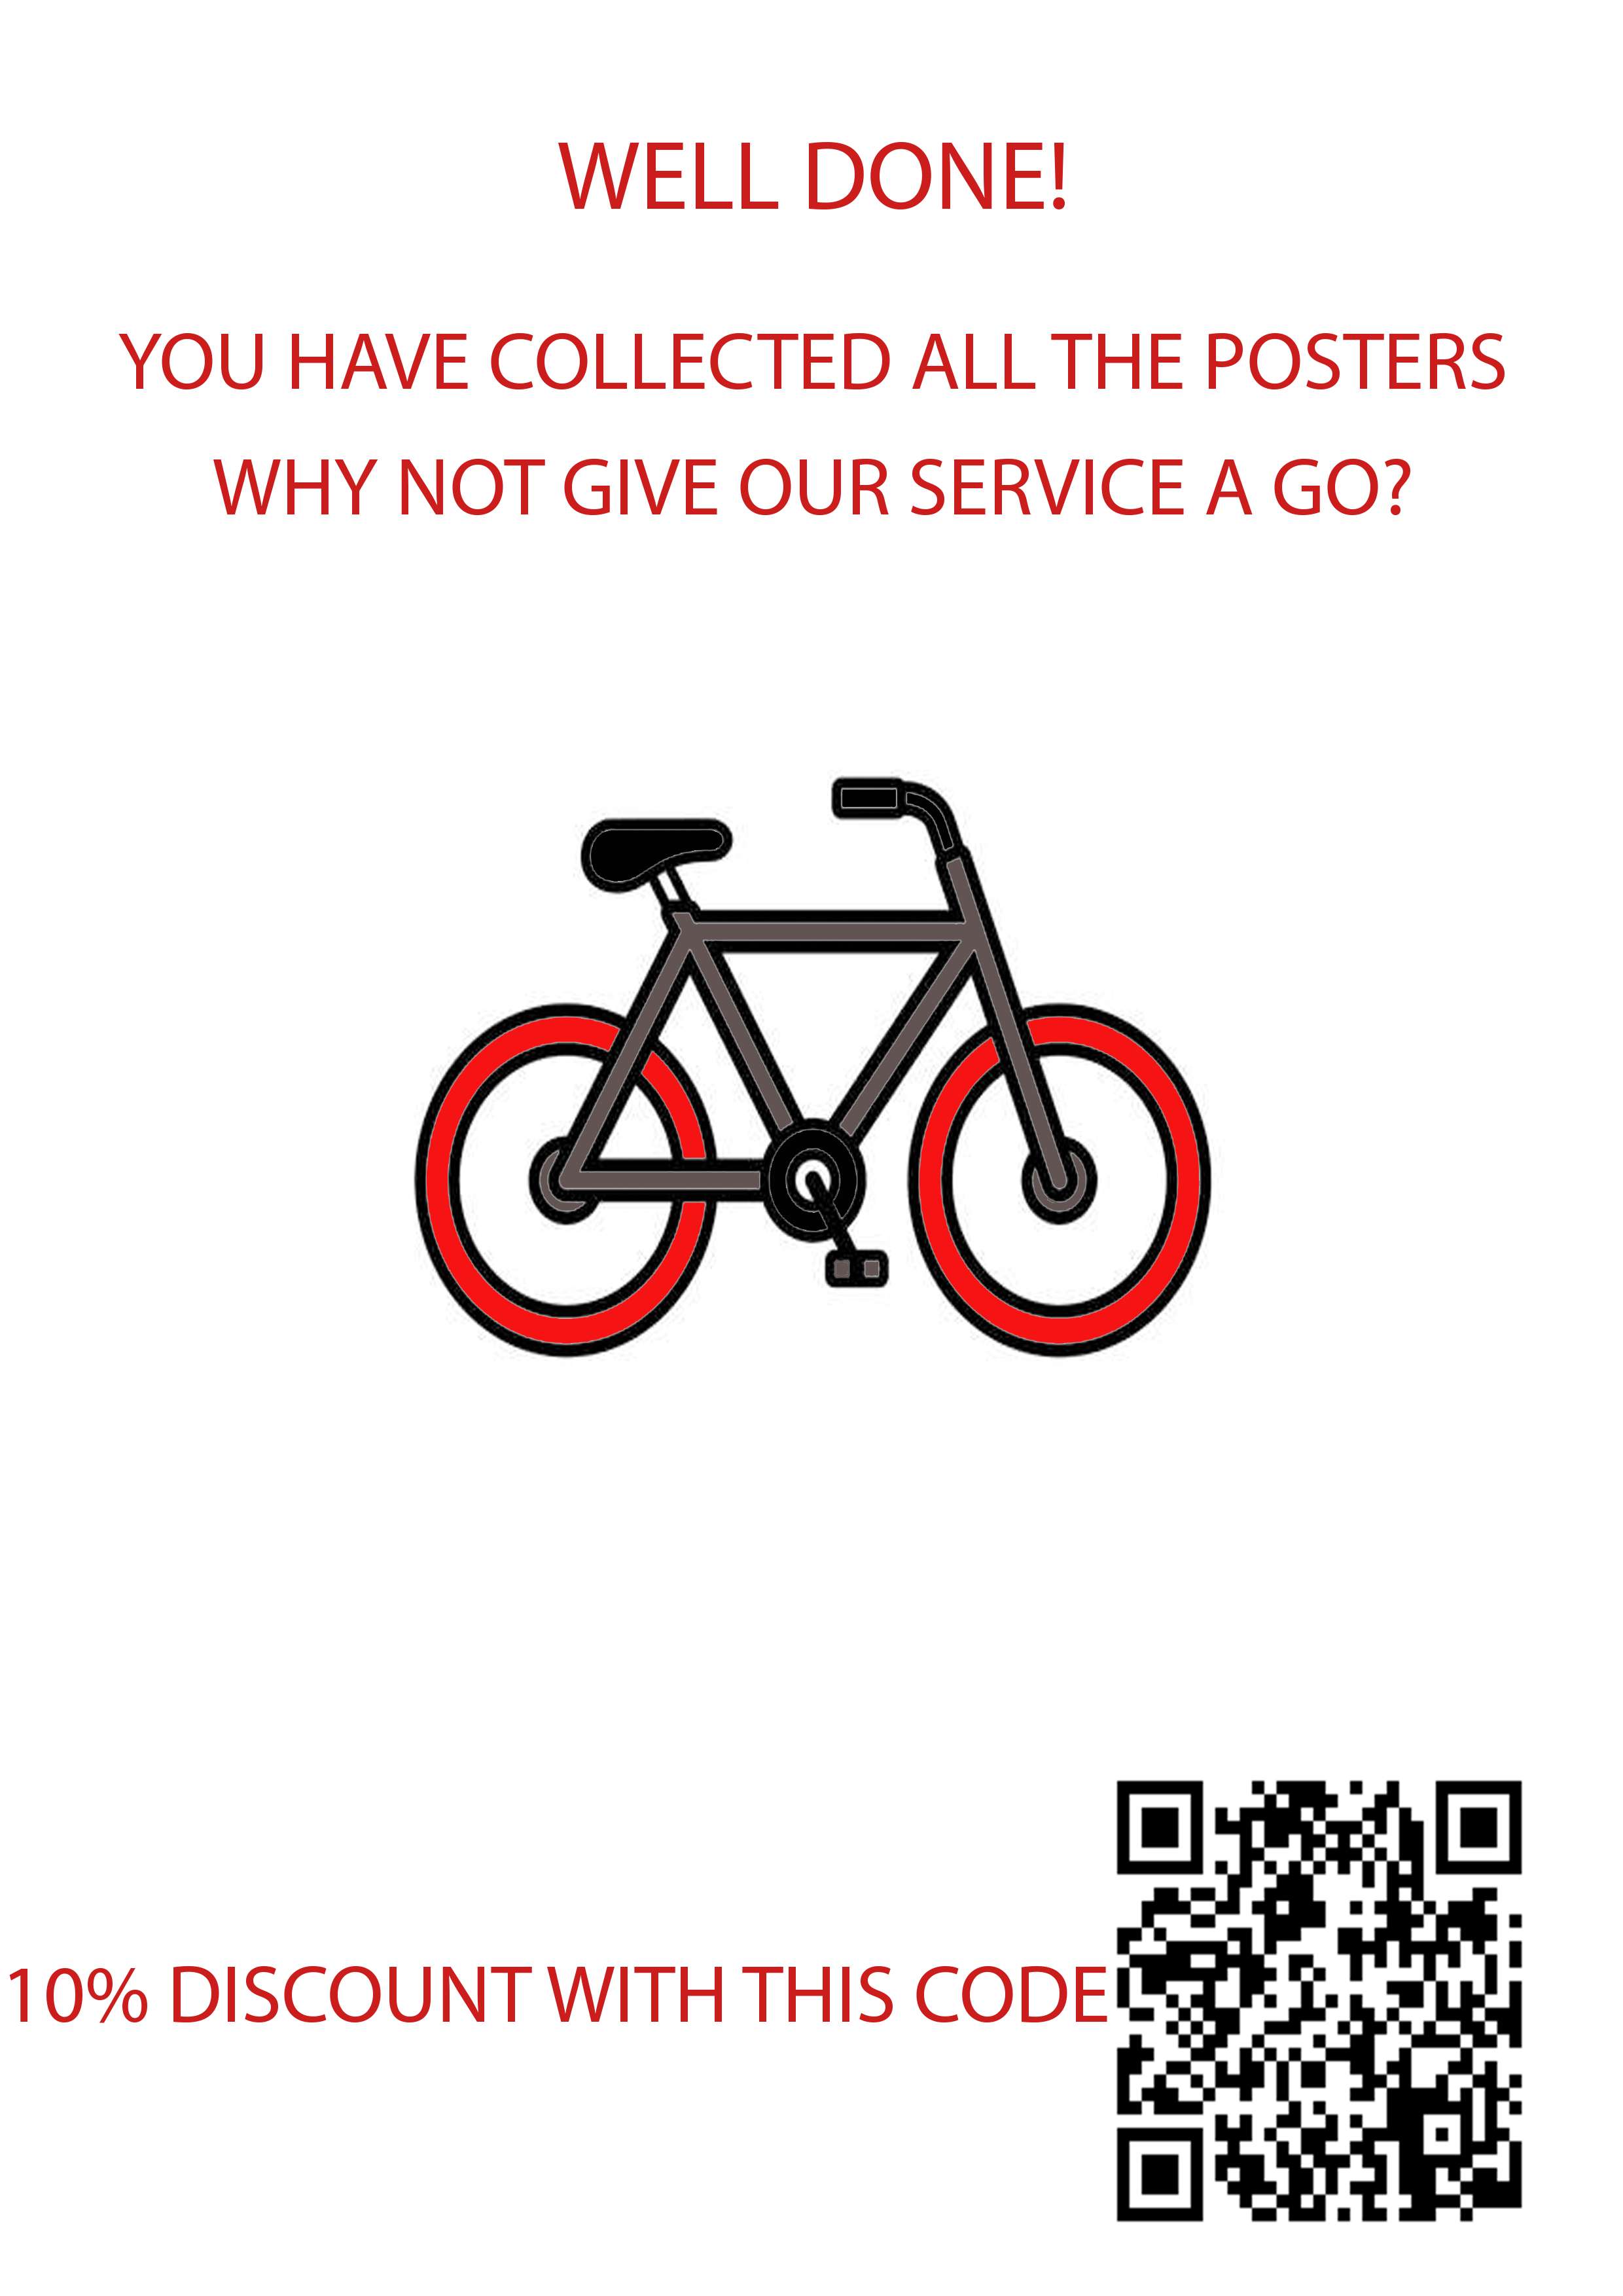 WELL DONE!
YOU HAVE COLLECTED ALL THE POSTERS
WHY NOT GIVE OUR SERVICE A GO?
10% DISCOUNT WITH THIS CODE